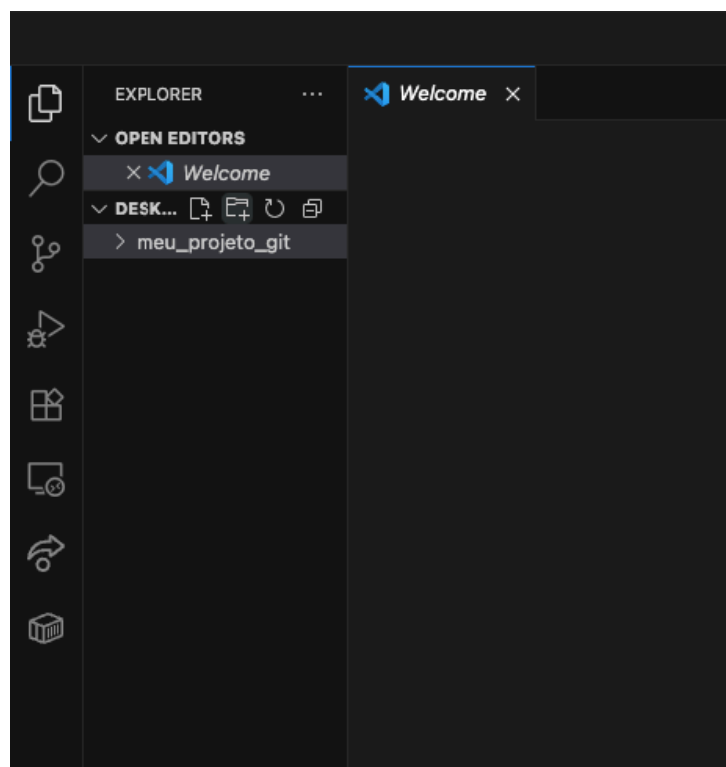 EXPLORER ...
Welcome
OPEN EDITORS
Welcome
DESK...
meu_projeto_git